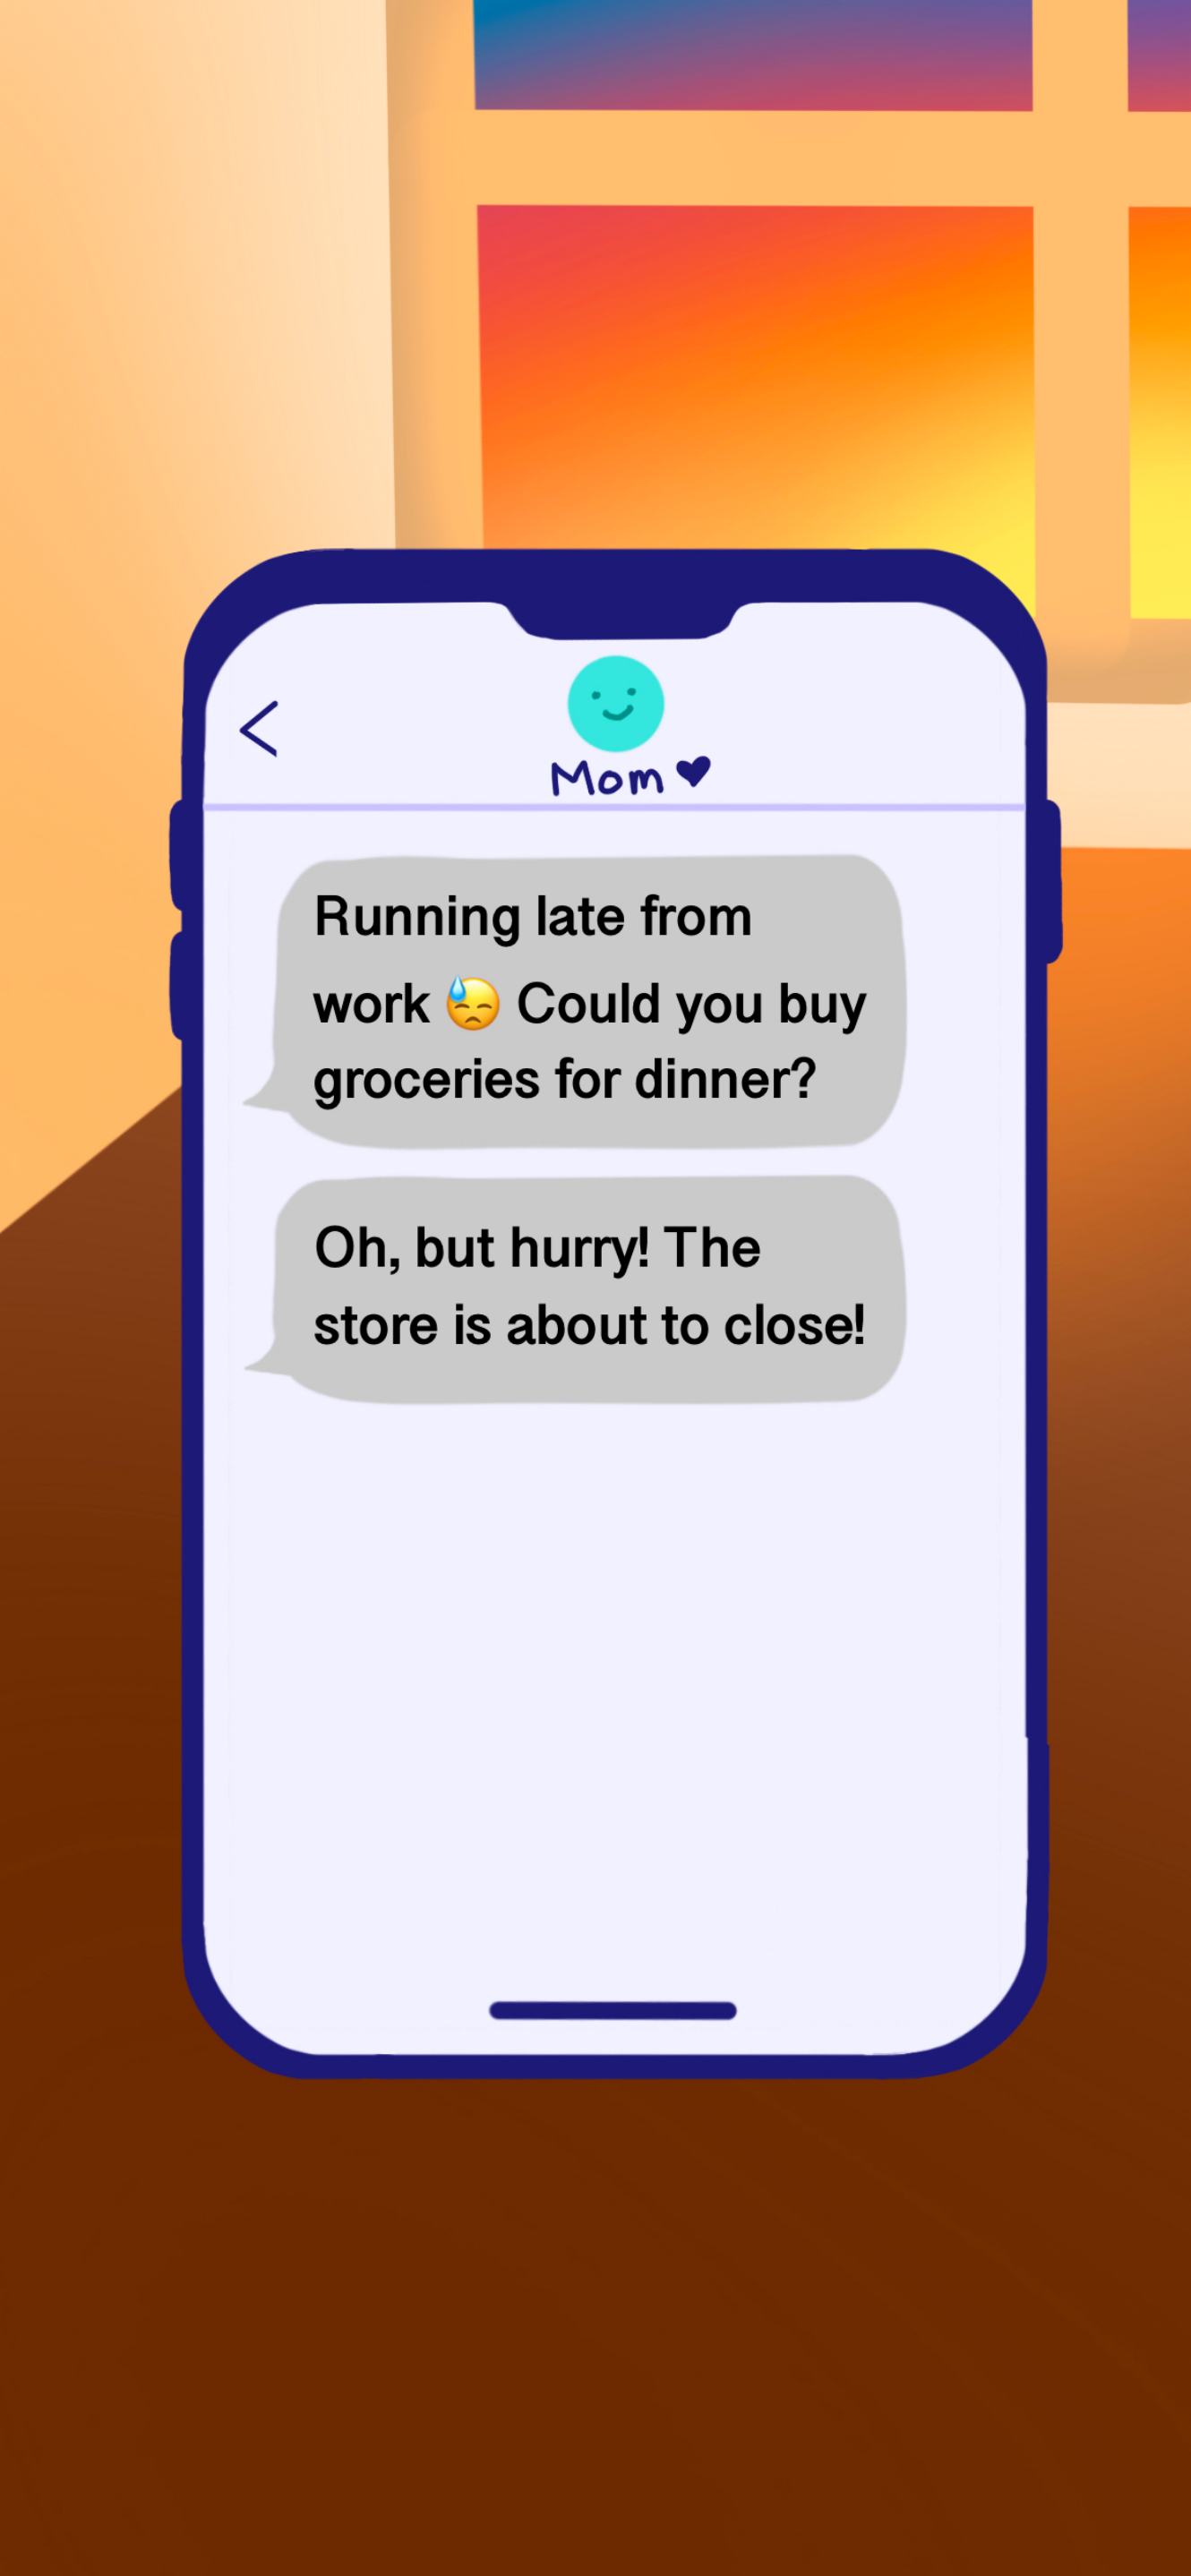 Mom ♥
Running late from
work 😓 Could you buy
groceries for dinner?
Oh, but hurry! The
store is about to close!